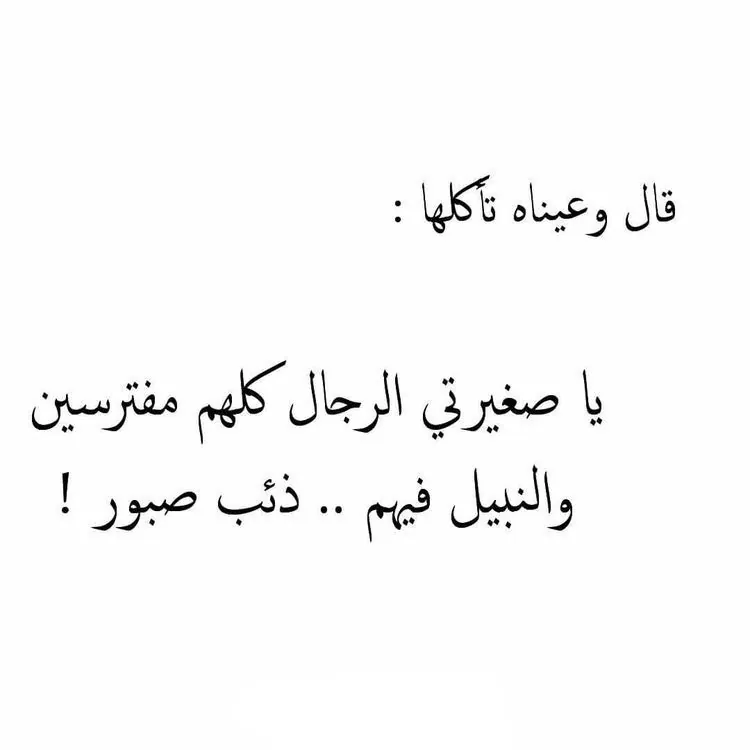 قال وعيناه تأكلها :
يا صغيرتي الرجال كلهم مفترسين
والنبيل فيهم .. ذئب صبور !